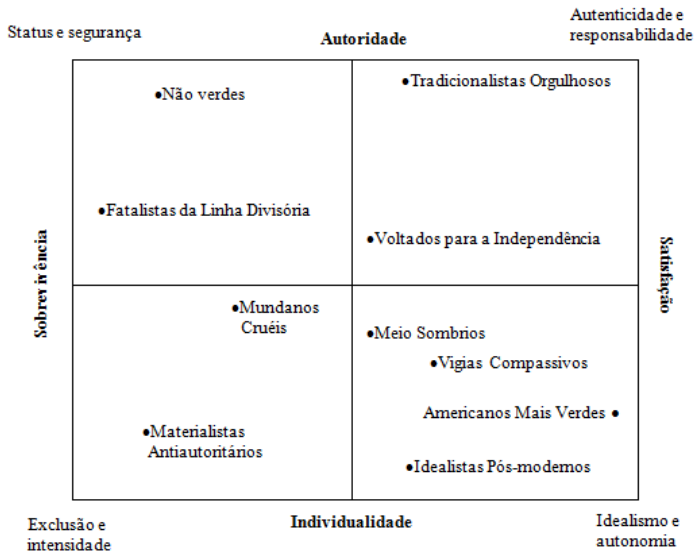 Status e segurança
Autoridade
Autenticidade e
responsabilidade
•Não verdes
•Tradicionalistas Orgulhosos
•Fatalistas da Linha Divisória
•Voltados para a Independência
Sobrevivência
Satisfação
•Mundanos
Cruéis
•Meio Sombrios
•Vigias Compassivos
Americanos Mais Verdes •
•Materialistas
Antiautoritários
•Idealistas Pós-modernos
Exclusão e
intensidade
Individualidade
Idealismo e
autonomia